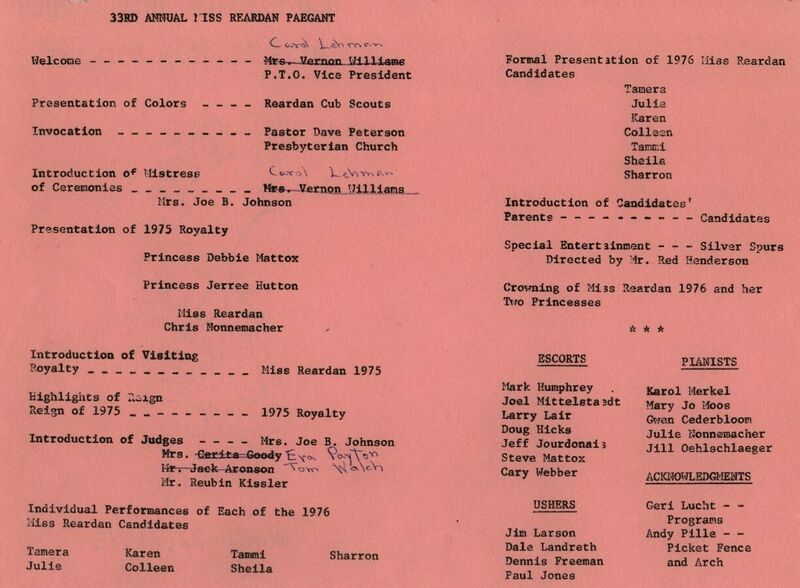 33RD ANNUAL MISS REARDAN PAEGANT
Carol Lehman
Welcome - - - - - - - - - - - - Mrs. Vernon Williams
P.T.O. Vice President
Presentation of Colors - - - - Reardan Cub Scouts
Invocation - - - - - - - - - - Pastor Dave Peterson
Presbyterian Church
Introduction of Mistress Carol Lehman
of Ceremonies - - - - - - - - - Mrs. Vernon Williams
Mrs. Joe B. Johnson
Presentation of 1975 Royalty
Princess Debbie Mattox
Princess Jerree Hutton
Miss Reardan
Chris Nonnemacher
Introduction of Visiting
Royalty - - - - - - - - - - - - Miss Reardan 1975
Highlights of Reign
Reign of 1975 - - - - - - - - - 1975 Royalty
Introduction of Judges - - - - Mrs. Joe B. Johnson
Mrs. Cerita Goody Eva Payton
Mr. Jack Aronson Tom Walch
Mr. Reubin Kissler
Individual Performances of Each of the 1976
Miss Reardan Candidates
Tamera Karen Tammi Sharron
Julie Colleen Sheila
Formal Presentation of 1976 Miss Reardan
Candidates
Tamera
Julie
Karen
Colleen
Tammi
Sheila
Sharron
Introduction of Candidates'
Parents - - - - - - - - - - Candidates
Special Entertainment - - - Silver Spurs
Directed by Mr. Red Henderson
Crowning of Miss Reardan 1976 and her
Two Princesses
* * *
ESCORTS
Mark Humphrey
Joel Mittelstaedt
Larry Lair
Doug Hicks
Jeff Jourdonais
Steve Mattox
Cary Webber
USHERS
Jim Larson
Dale Landreth
Dennis Freeman
Paul Jones
PIANISTS
Karol Merkel
Mary Jo Moos
Gwen Cederbloom
Julie Nonnemacher
Jill Oehlschlaeger
ACKNOWLEDGMENTS
Geri Lucht - -
Programs
Andy Pille - -
Picket Fence
and Arch